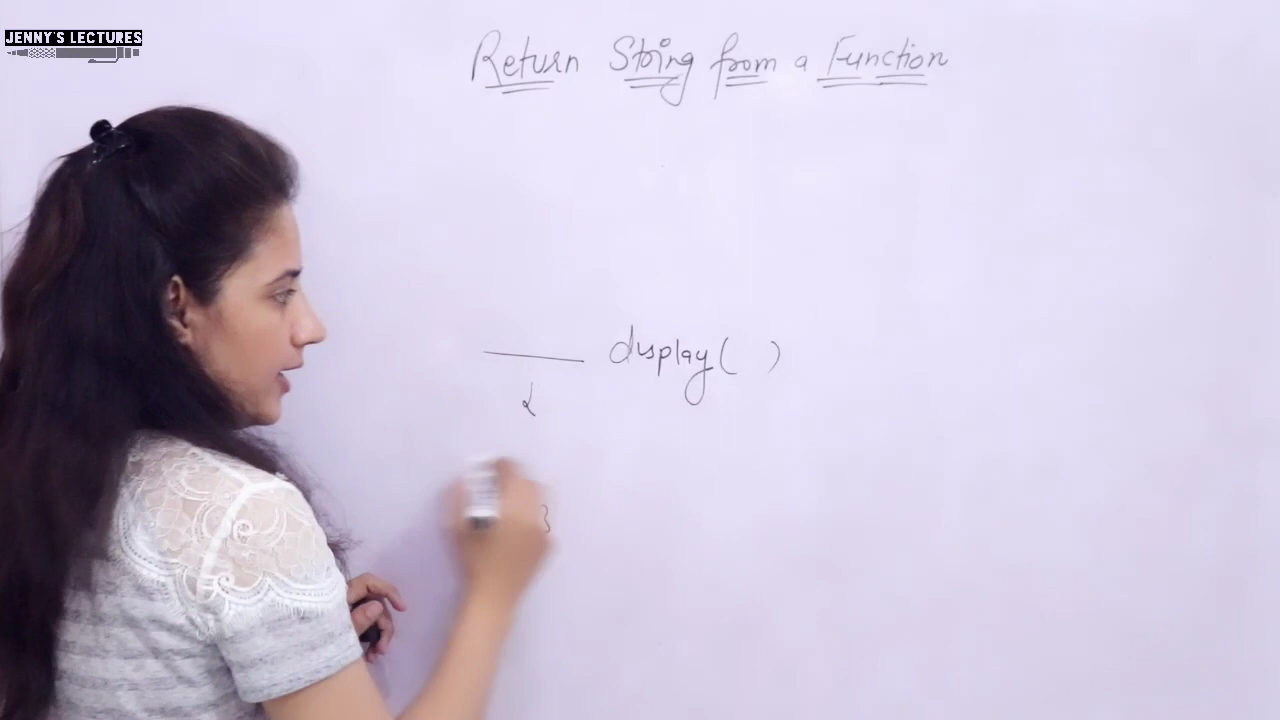 JENNY'S LECTURES
Return String from a Function
display( )
{
}